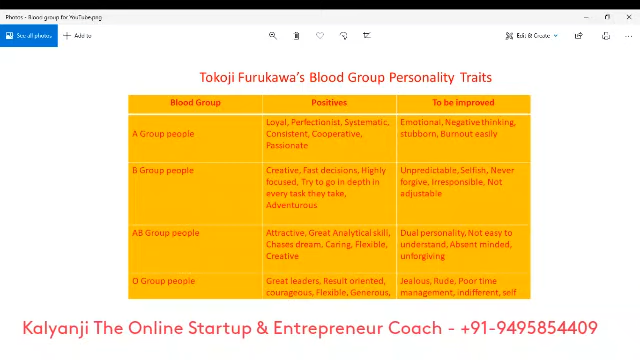 Photos - Blood group for YouTube.png
See all photos
Add to
Edit & Create
Tokoji Furukawa's Blood Group Personality Traits
Blood Group Positives To be improved
A Group people
Loyal, Perfectionist, Systematic,
Consistent, Cooperative,
Passionate
Emotional, Negative thinking,
stubborn, Burnout easily
B Group people
Creative, Fast decisions, Highly
focused, Try to go in depth in
every task they take,
Adventurous
Unpredictable, Selfish, Never
forgive, Irresponsible, Not
adjustable
AB Group people
Attractive, Great Analytical skill,
Chases dream, Caring, Flexible,
Creative
Dual personality, Not easy to
understand, Absent minded,
unforgiving
O Group people
Great leaders, Result oriented,
courageous, Flexible, Generous,
Jealous, Rude, Poor time
management, indifferent, self
Kalyanji The Online Startup & Entrepreneur Coach - +91-9495854409